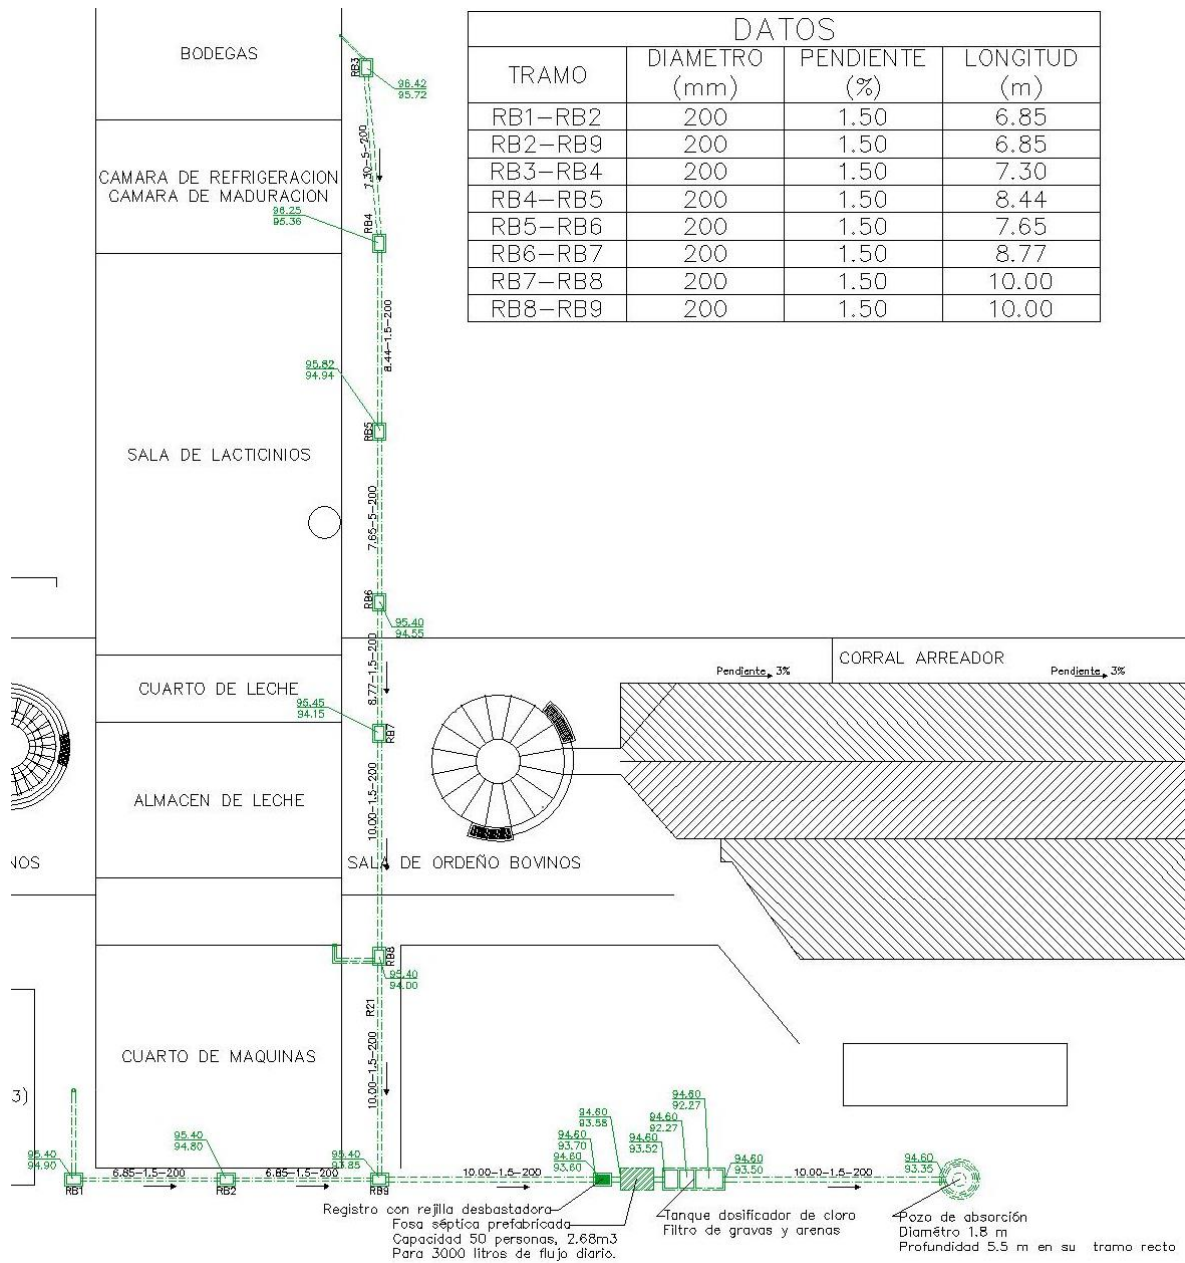 DATOS
TRAMO
DIAMETRO
(mm)
PENDIENTE
(%)
LONGITUD
(m)
RB1-RB2 200 1.50 6.85
RB2-RB9 200 1.50 6.85
RB3-RB4 200 1.50 7.30
RB4-RB5 200 1.50 8.44
RB5-RB6 200 1.50 7.65
RB6-RB7 200 1.50 8.77
RB7-RB8 200 1.50 10.00
RB8-RB9 200 1.50 10.00
BODEGAS
RB3
96.42
95.72
7.30-5-200
CAMARA DE REFRIGERACION
CAMARA DE MADURACION
96.25
95.36
RB4
8.44-1.5-200
95.82
94.94
RB5
SALA DE LACTICINIOS
7.65-5-200
RB6
95.40
94.55
CORRAL ARREADOR
Pendiente 3%
Pendiente 3%
8.77-1.5-200
CUARTO DE LECHE
95.45
94.15
RB7
ALMACEN DE LECHE
10.00-1.5-200
NOS
SALA DE ORDEÑO BOVINOS
RB8
95.40
94.00
R21
CUARTO DE MAQUINAS
10.00-1.5-200
3)
95.40
94.90
95.40
94.80
95.40
93.85
94.60
93.58
94.60
93.70
94.60
93.60
94.60
93.52
94.60
92.27
94.60
92.27
94.60
93.50
94.60
93.35
6.85-1.5-200
6.85-1.5-200
10.00-1.5-200
10.00-1.5-200
RB1
RB2
RB9
Registro con rejilla desbastadora
Fosa séptica prefabricada
Capacidad 50 personas, 2.68m3
Para 3000 litros de flujo diario.
Tanque dosificador de cloro
Filtro de gravas y arenas
Pozo de absorción
Diamétro 1.8 m
Profundidad 5.5 m en su tramo recto